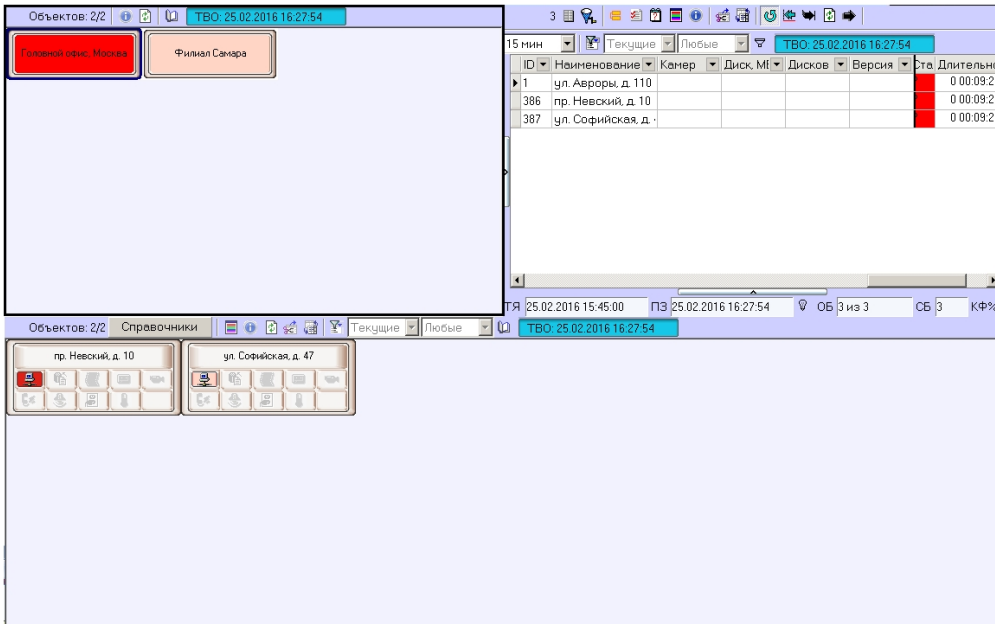 Объектов: 2/2 ТВО: 25.02.2016 16:27:54
Головной офис, Москва Филиал Самара
3
15 мин Текущие Любые ТВО: 25.02.2016 16:27:54
ID Наименование Камер Диск, МБ Дисков Версия Ста Длительно
1 ул. Авроры, д. 110 0 00:09:2
386 пр. Невский, д. 10 0 00:09:2
387 ул. Софийская, д. 0 00:09:2
ТЯ 25.02.2016 15:45:00 ПЗ 25.02.2016 16:27:54 ОБ 3 из 3 СБ 3 КФ%
Объектов: 2/2 Справочники Текущие Любые ТВО: 25.02.2016 16:27:54
пр. Невский, д. 10 ул. Софийская, д. 47